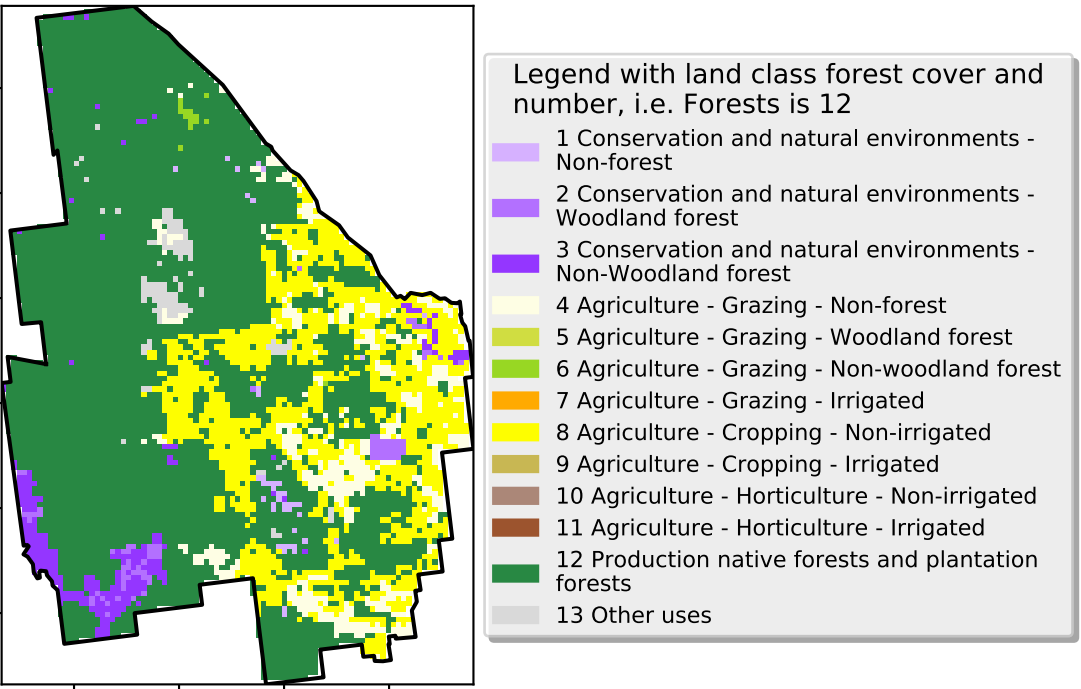 Legend with land class forest cover and
number, i.e. Forests is 12
1 Conservation and natural environments -
Non-forest
2 Conservation and natural environments -
Woodland forest
3 Conservation and natural environments -
Non-Woodland forest
4 Agriculture - Grazing - Non-forest
5 Agriculture - Grazing - Woodland forest
6 Agriculture - Grazing - Non-woodland forest
7 Agriculture - Grazing - Irrigated
8 Agriculture - Cropping - Non-irrigated
9 Agriculture - Cropping - Irrigated
10 Agriculture - Horticulture - Non-irrigated
11 Agriculture - Horticulture - Irrigated
12 Production native forests and plantation
forests
13 Other uses